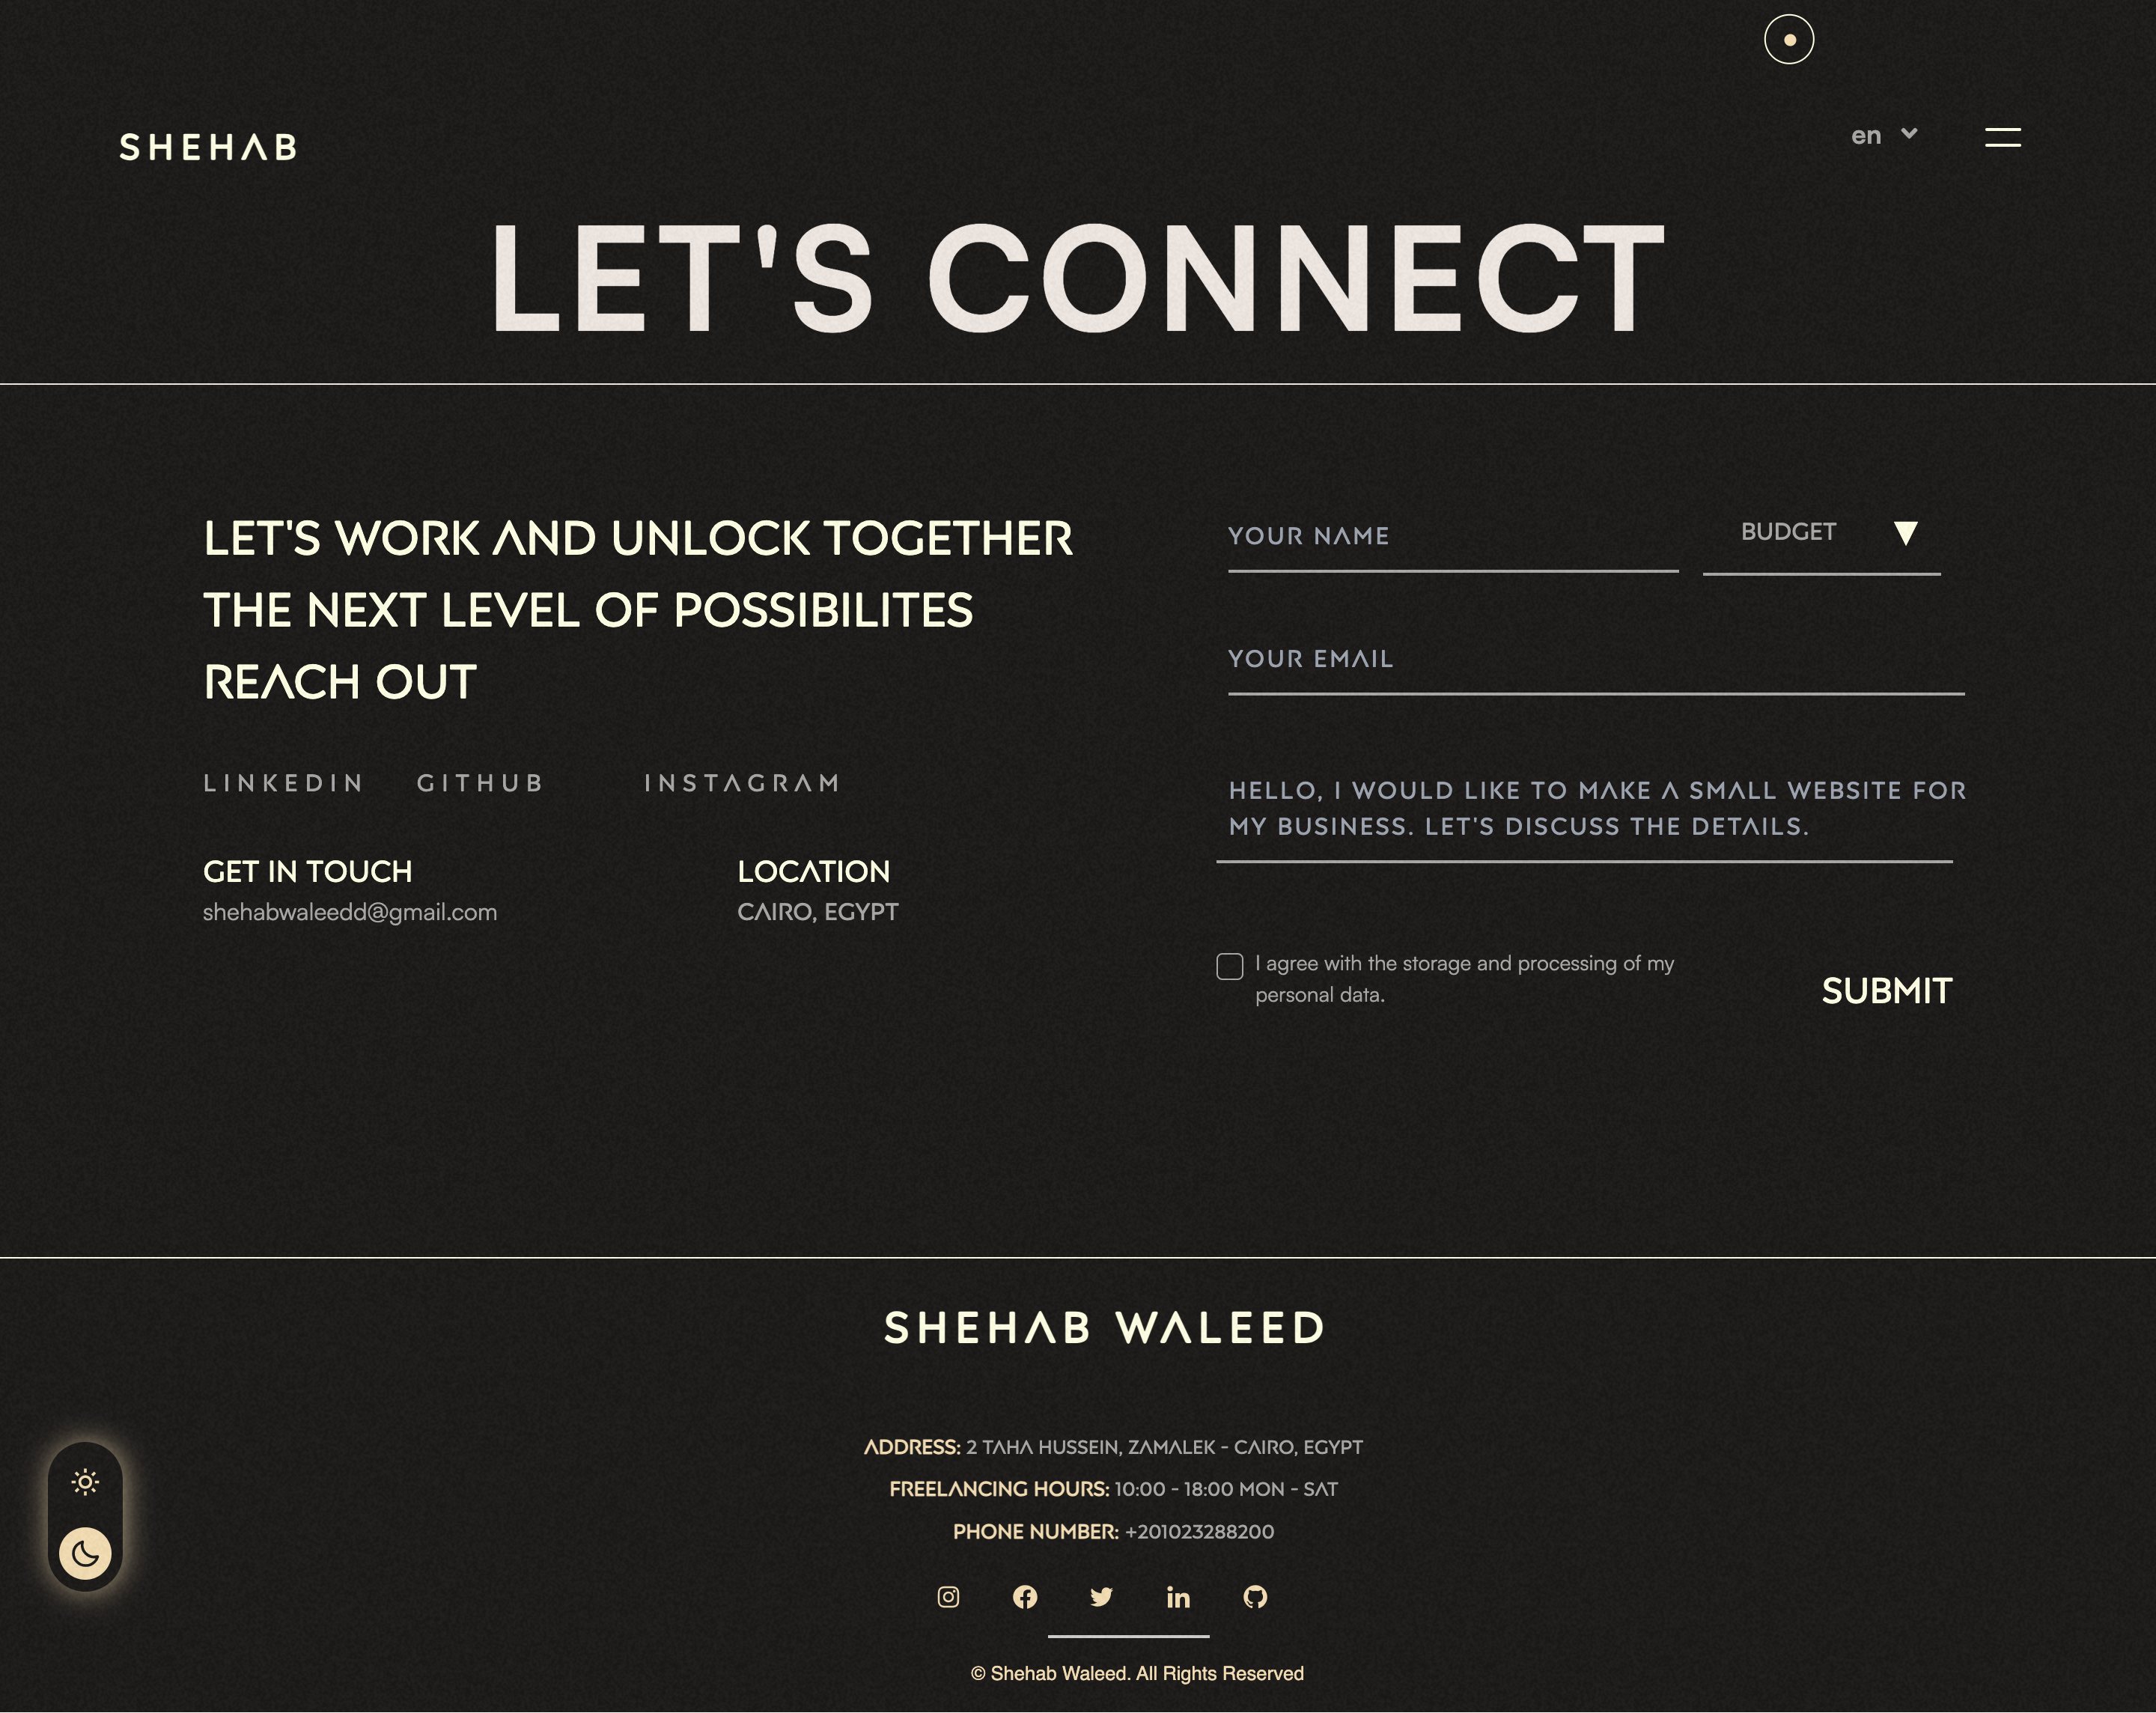 SHEHAB
en
LET'S CONNECT
LET'S WORK AND UNLOCK TOGETHER
THE NEXT LEVEL OF POSSIBILITES
REACH OUT
LINKEDIN GITHUB INSTAGRAM
GET IN TOUCH
shehabwaleedd@gmail.com
LOCATION
CAIRO, EGYPT
YOUR NAME
BUDGET
YOUR EMAIL
HELLO, I WOULD LIKE TO MAKE A SMALL WEBSITE FOR
MY BUSINESS. LET'S DISCUSS THE DETAILS.
I agree with the storage and processing of my
personal data.
SUBMIT
SHEHAB WALEED
ADDRESS: 2 TAHA HUSSEIN, ZAMALEK - CAIRO, EGYPT
FREELANCING HOURS: 10:00 - 18:00 MON - SAT
PHONE NUMBER: +201023288200
© Shehab Waleed. All Rights Reserved